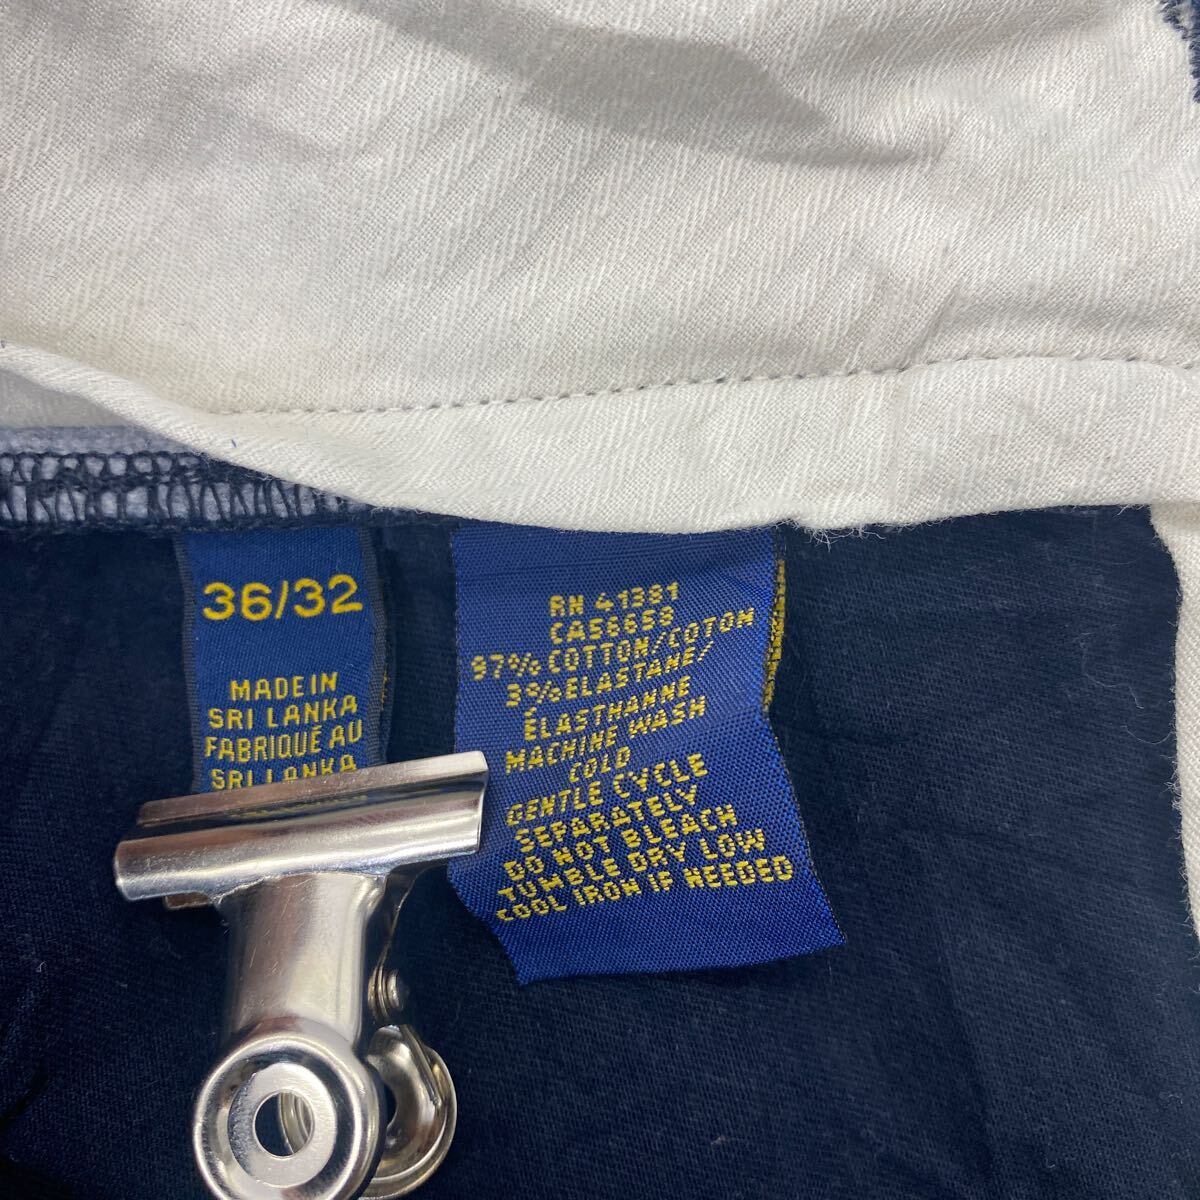 36/32
MADE IN
SRI LANKA
FABRIQUÉ AU
SRI LANKA
RN 41381
CA56658
97% COTTON/COTON
3% ELASTANE/
ÉLASTHANNE
MACHINE WASH
COLD
GENTLE CYCLE
SEPARATELY
DO NOT BLEACH
TUMBLE DRY LOW
COOL IRON IF NEEDED